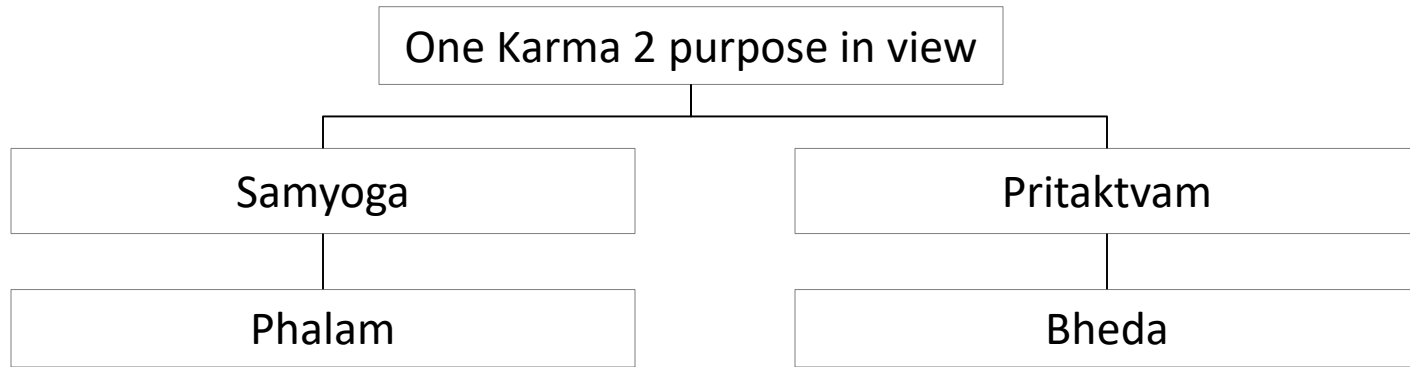 One Karma 2 purpose in view
Samyoga
Pritaktvam
Phalam
Bheda